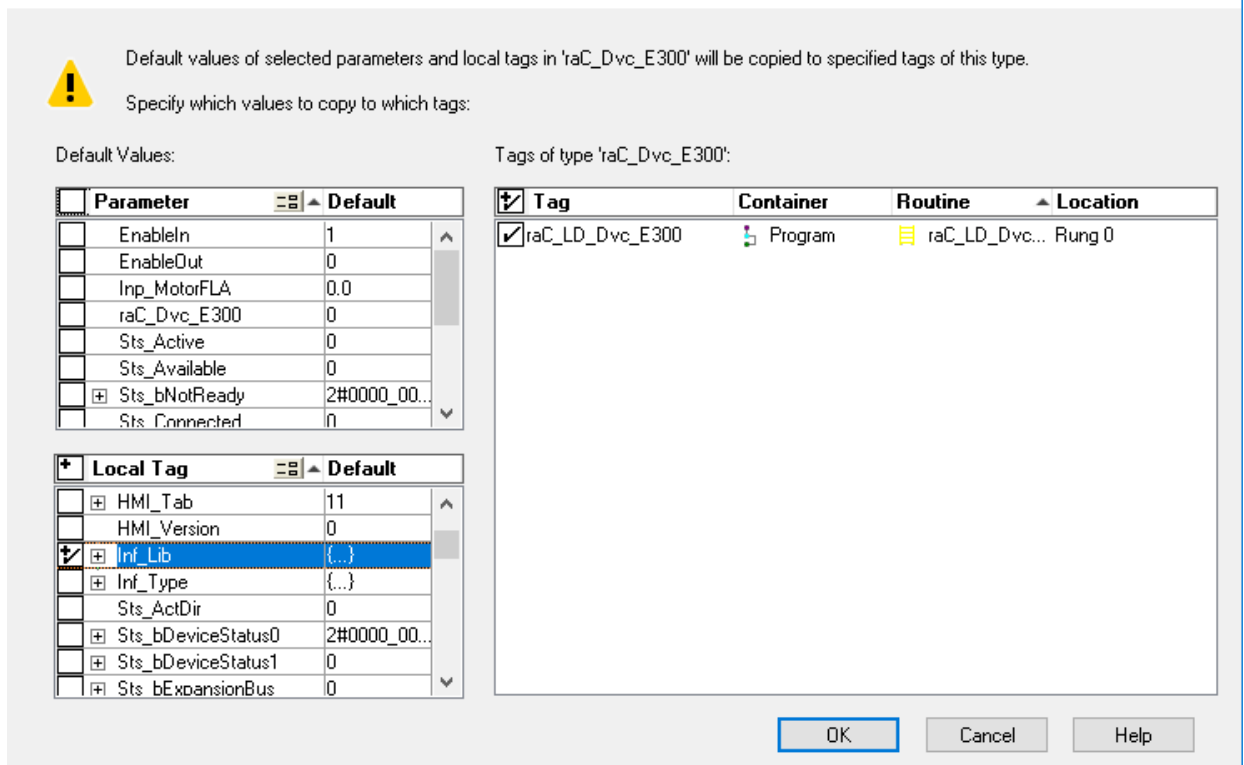 Default values of selected parameters and local tags in 'raC_Dvc_E300' will be copied to specified tags of this type.
Specify which values to copy to which tags:
Default Values:
Tags of type 'raC_Dvc_E300':
Parameter Default
EnableIn 1
EnableOut 0
Inp_MotorFLA 0.0
raC_Dvc_E300 0
Sts_Active 0
Sts_Available 0
Sts_bNotReady 2#0000_00...
Sts_Connected 0
Tag Container Routine Location
raC_LD_Dvc_E300 Program raC_LD_Dvc... Rung 0
Local Tag Default
HMI_Tab 11
HMI_Version 0
Inf_Lib {...}
Inf_Type {...}
Sts_ActDir 0
Sts_bDeviceStatus0 2#0000_00...
Sts_bDeviceStatus1 0
Sts_bExpansionBus 0
OK Cancel Help